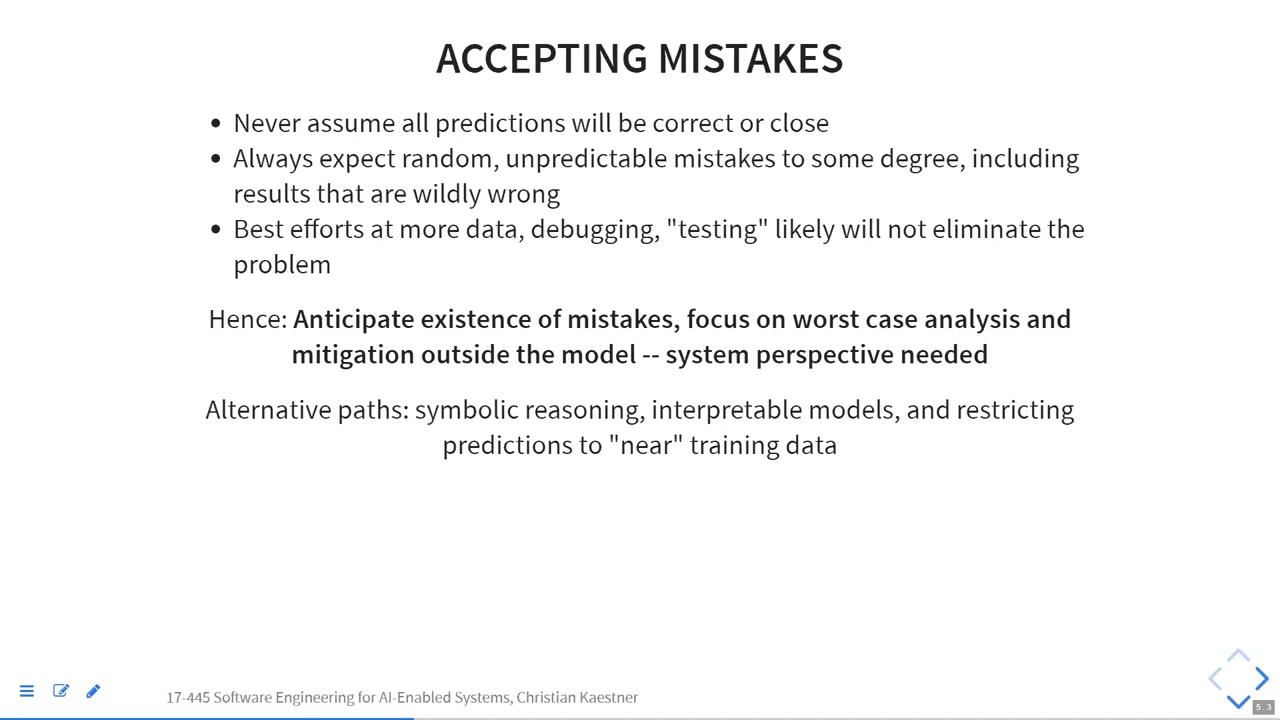 ACCEPTING MISTAKES
• Never assume all predictions will be correct or close
• Always expect random, unpredictable mistakes to some degree, including
results that are wildly wrong
• Best efforts at more data, debugging, "testing" likely will not eliminate the
problem
Hence: Anticipate existence of mistakes, focus on worst case analysis and
mitigation outside the model -- system perspective needed
Alternative paths: symbolic reasoning, interpretable models, and restricting
predictions to "near" training data
17-445 Software Engineering for AI-Enabled Systems, Christian Kaestner
5.3